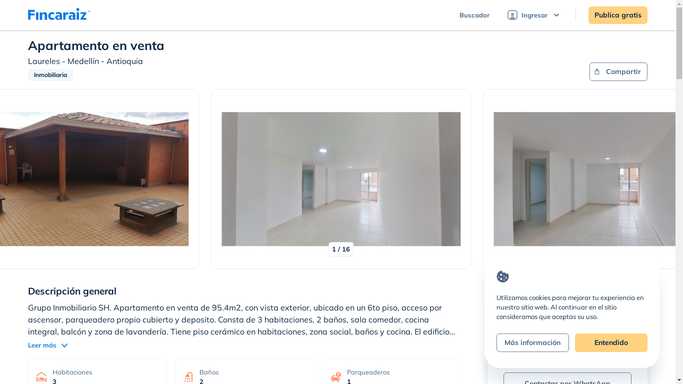 Fincaraiz
Buscador
Ingresar
Publica gratis
Apartamento en venta
Laureles - Medellín - Antioquia
Inmobiliaria
Compartir
1 / 16
Descripción general
Grupo Inmobiliario SH. Apartamento en venta de 95.4m2, con vista exterior, ubicado en un 6to piso, acceso por
ascensor, parqueadero propio cubierto y deposito. Consta de 3 habitaciones, 2 baños, sala comedor, cocina
integral, balcón y zona de lavandería. Tiene piso cerámico en habitaciones, zona social, baños y cocina. El edificio...
Leer más
Habitaciones
3
Baños
2
Parqueaderos
1
Utilizamos cookies para mejorar tu experiencia en
nuestro sitio web. Al continuar en el sitio
consideramos que aceptas su uso.
Más información
Entendido
Contactar por WhatsApp